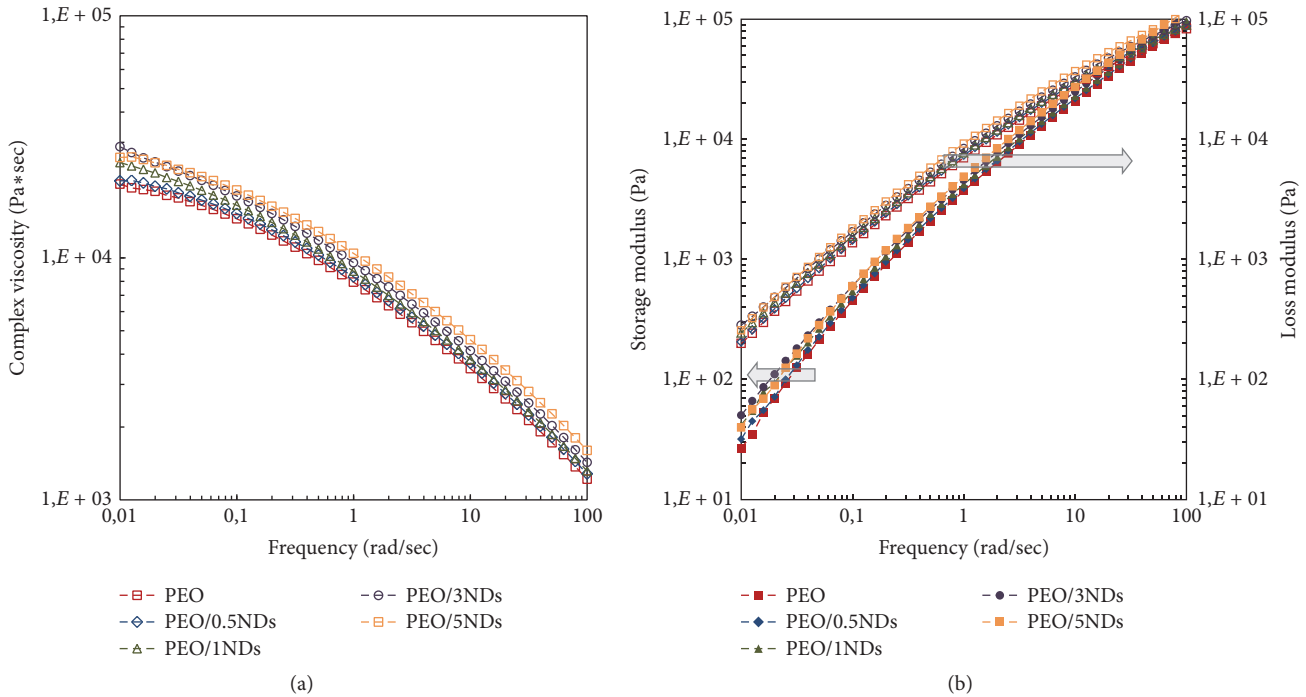 1,E + 05
1,E + 04
1,E + 03
Complex viscosity (Pa∗sec)
0,01
0,1
1
10
100
Frequency (rad/sec)
PEO
PEO/0.5NDs
PEO/1NDs
PEO/3NDs
PEO/5NDs
(a)
1,E + 05
1,E + 04
1,E + 03
1,E + 02
1,E + 01
Storage modulus (Pa)
1,E + 05
1,E + 04
1,E + 03
1,E + 02
1,E + 01
Loss modulus (Pa)
0,01
0,1
1
10
100
Frequency (rad/sec)
PEO
PEO/0.5NDs
PEO/1NDs
PEO/3NDs
PEO/5NDs
(b)